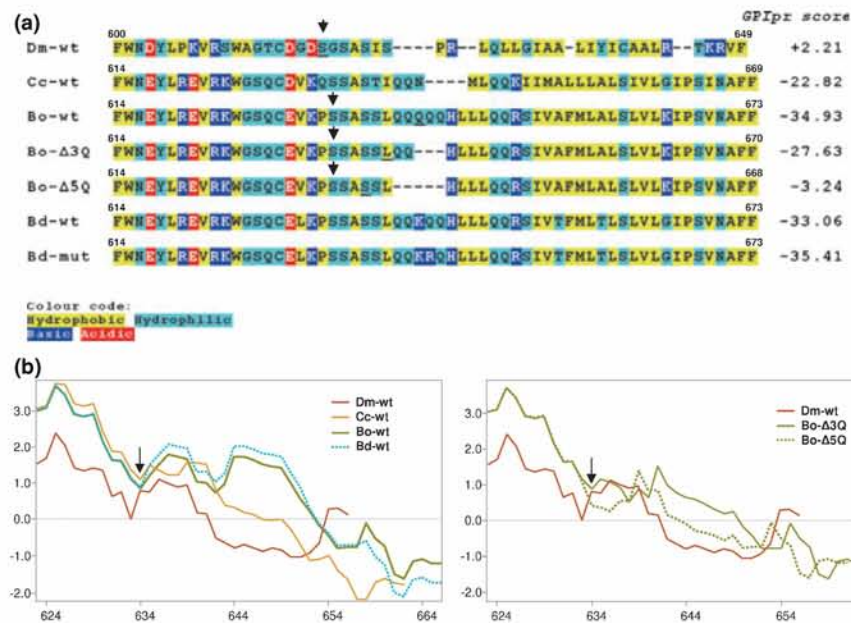 (a)
GPIpr score
600 649
Dm-wt FWNDYLPKVRSWAGTCDGDSGSASIS----PR--LQLLGIAA-LIYICAALR--TKRVF +2.21
614 669
Cc-wt FWNEYLREVRKWGSQCDVKQSSASTIQQN----MLQQKIIMALLLALSIVLGIPSINAFF -22.82
614 673
Bo-wt FWNEYLREVRKWGSQCEVKPSSASSLQQQQQHLLLQQRSIVAFMLALSLVLKIPSVNAFF -34.93
614 670
Bo-Δ3Q FWNEYLREVRKWGSQCEVKPSSASSLQQ---HLLLQQRSIVAFMLALSLVLKIPSVNAFF -27.63
614 668
Bo-Δ5Q FWNEYLREVRKWGSQCEVKPSSASSL-----HLLLQQRSIVAFMLALSLVLKIPSVNAFF -3.24
614 673
Bd-wt FWNEYLREVRKWGSQCELKPSSASSLQQKQQHLLLQQRSIVTFMLTLSLVLGIPSVNAFF -33.06
614 673
Bd-mut FWNEYLREVRKWGSQCELKPSSASSLQQKRQHLLLQQRSIVTFMLTLSLVLGIPSVNAFF -35.41
Colour code:
Hydrophobic Hydrophilic
Basic Acidic
(b)
Dm-wt
Cc-wt
Bo-wt
Bd-wt
3.0
2.0
1.0
0.0
-1.0
-2.0
624 634 644 654 664
Dm-wt
Bo-Δ3Q
Bo-Δ5Q
3.0
2.0
1.0
0.0
-1.0
-2.0
624 634 644 654